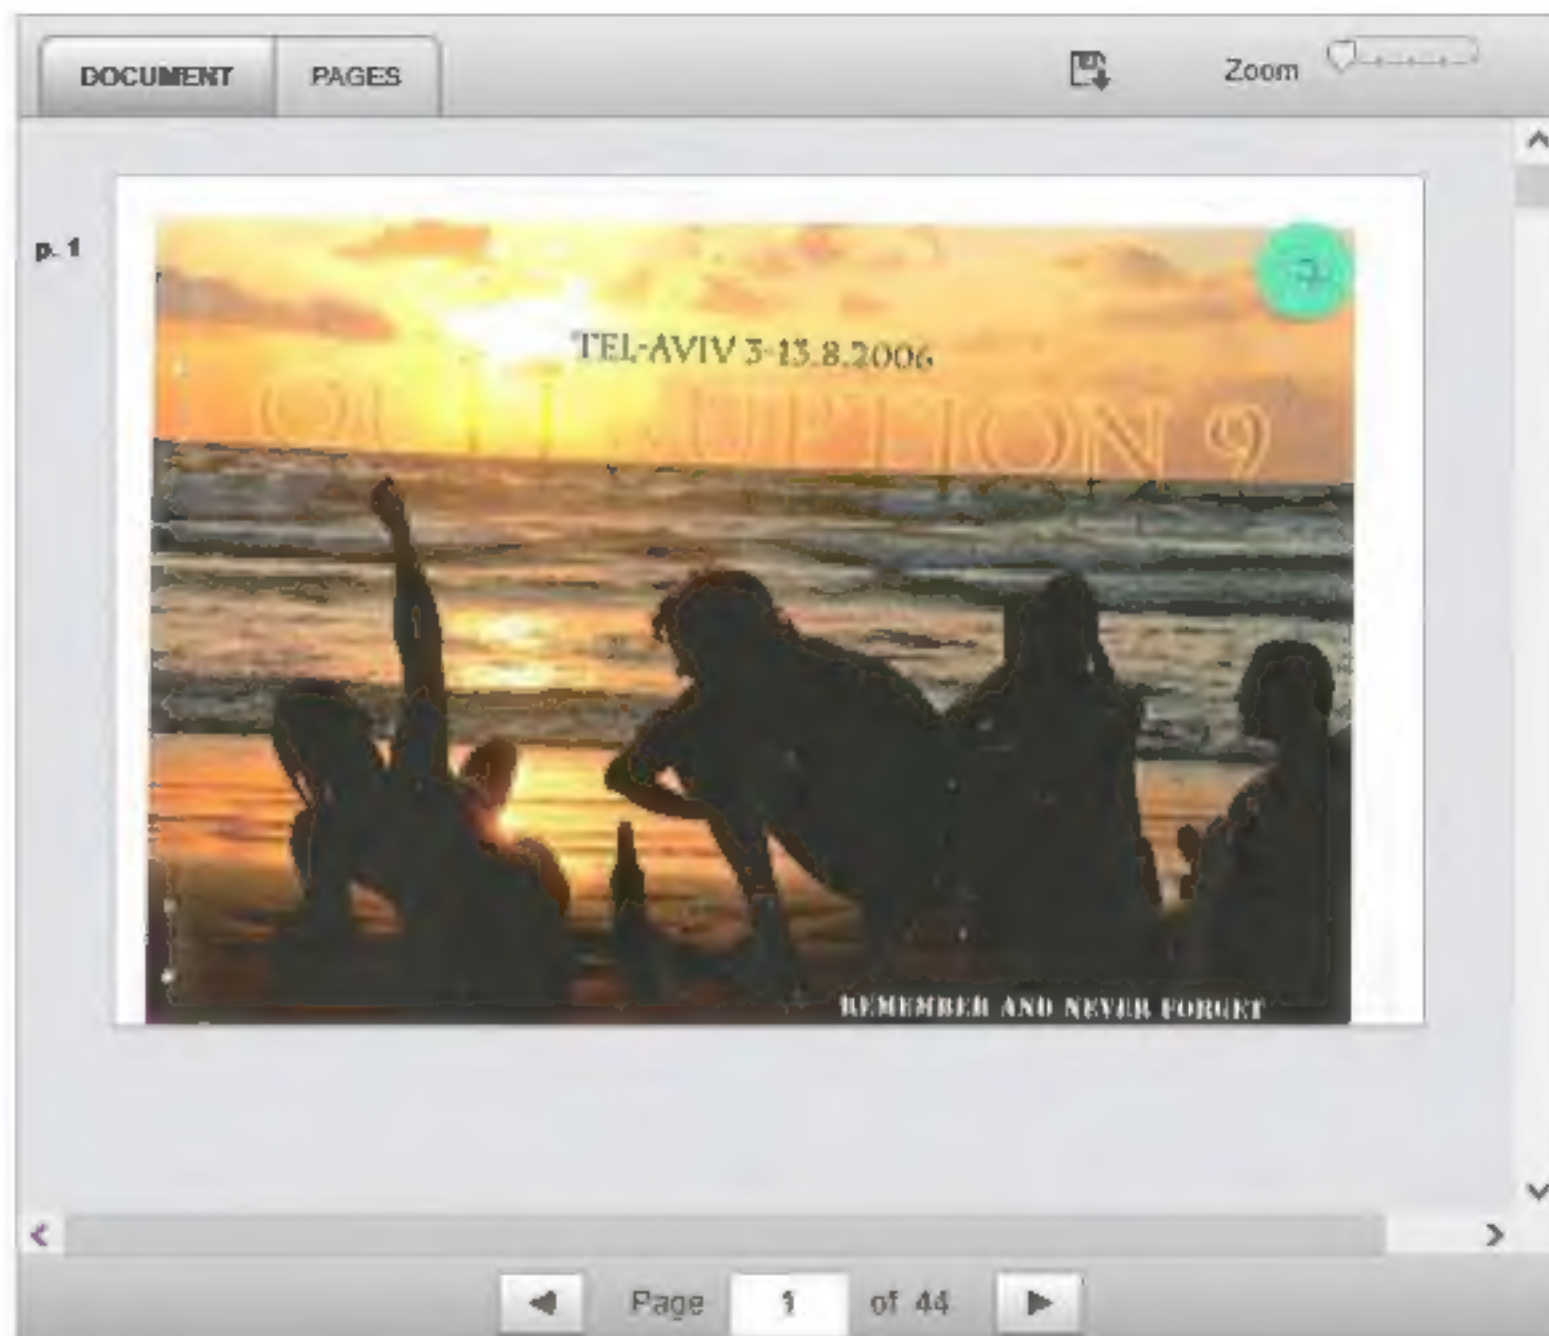 DOCUMENT PAGES
Zoom
p. 1
TEL-AVIV 3-13.8.2006
9
REMEMBER AND NEVER FORGET
Page 1 of 44